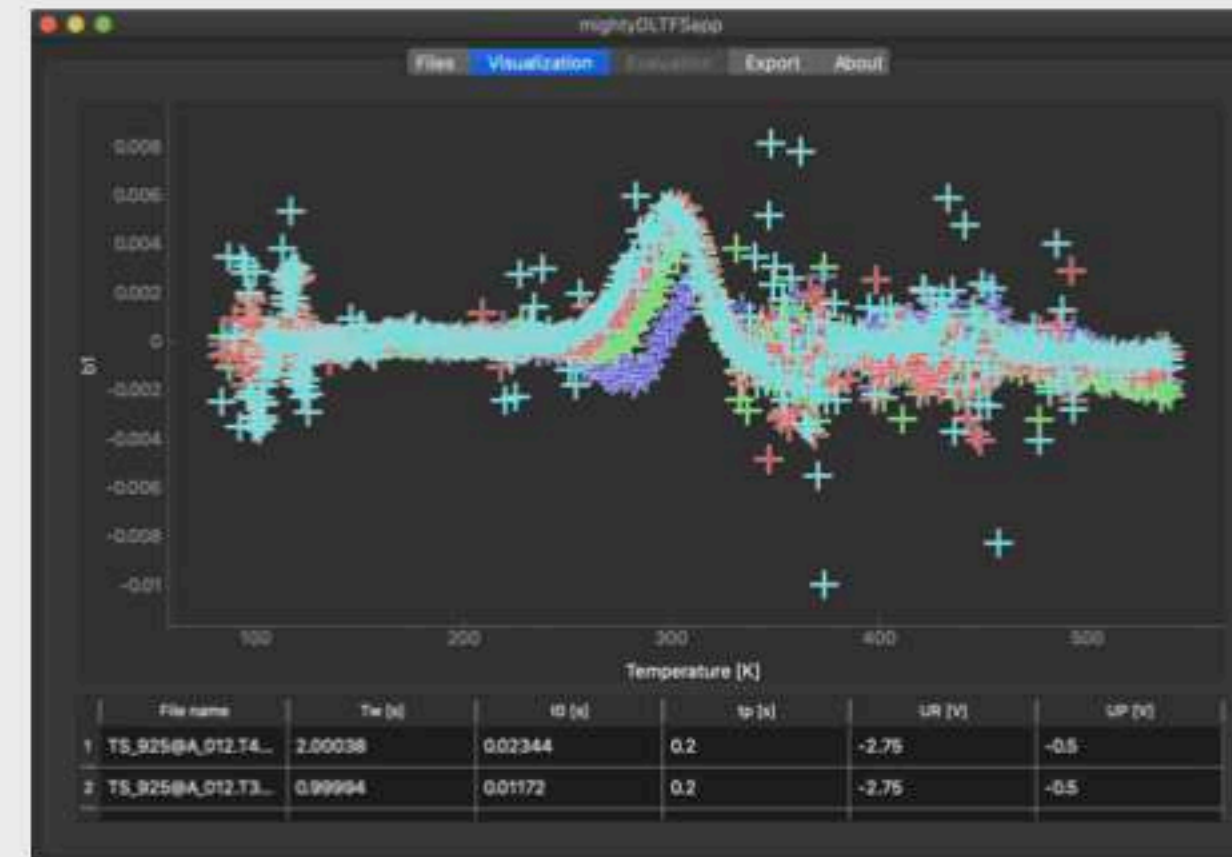 mightyDLTFSepp
Files Visualization Evaluation Export About
0.008
0.006
0.004
0.002
0
-0.002
-0.004
-0.006
-0.008
-0.01
b1
100 200 300 400 500
Temperature [K]
File name Tw [s] t0 [s] tp [s] UR [V] UP [V]
1 TS_925@A_012.T4... 2.00038 0.02344 0.2 -2.75 -0.5
2 TS_925@A_012.T3... 0.99994 0.01172 0.2 -2.75 -0.5